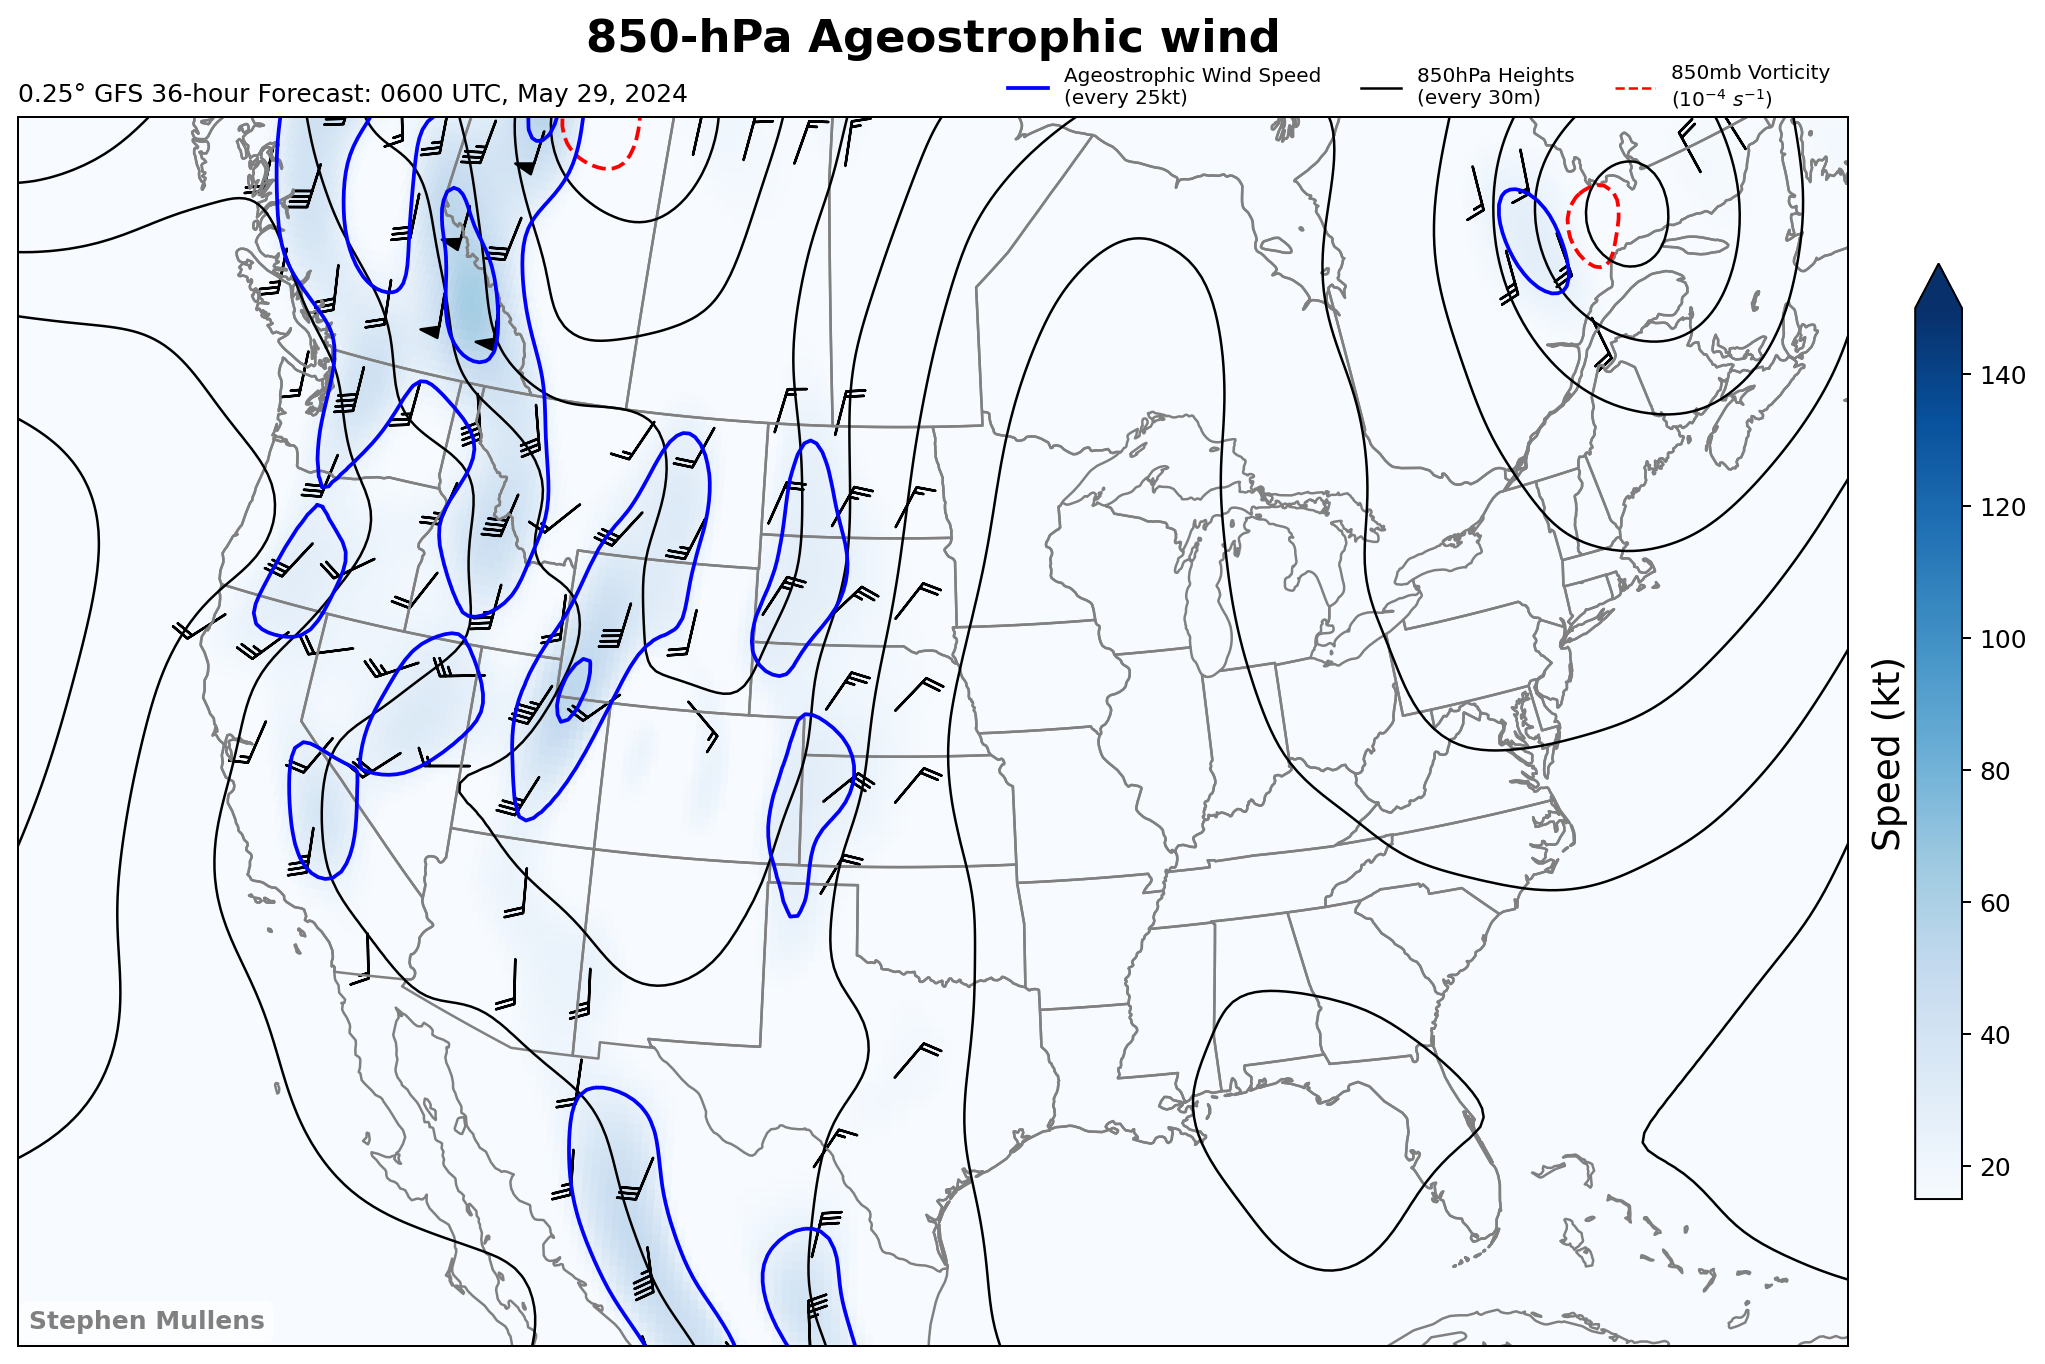 850-hPa Ageostrophic wind
0.25° GFS 36-hour Forecast: 0600 UTC, May 29, 2024
Ageostrophic Wind Speed
(every 25kt)
850hPa Heights
(every 30m)
850mb Vorticity
(10⁻⁴ s⁻¹)
140
120
100
80
60
40
20
Speed (kt)
Stephen Mullens